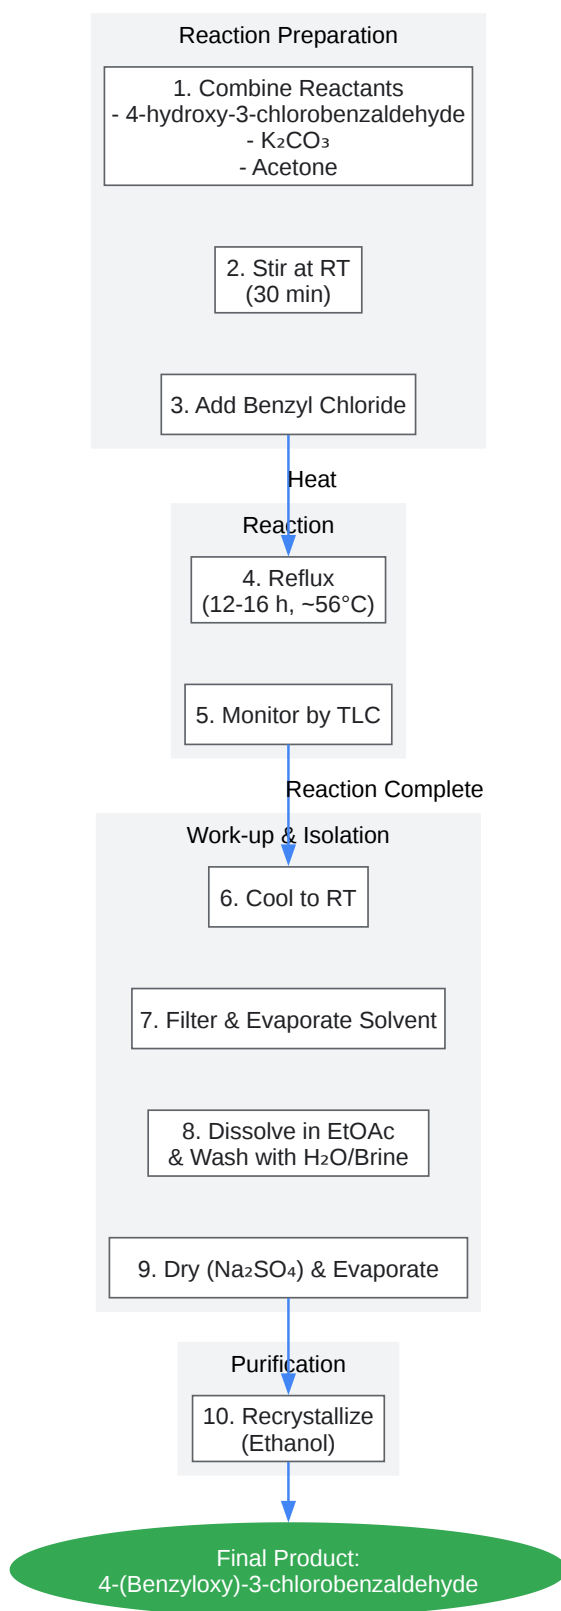 Reaction Preparation
1. Combine Reactants
- 4-hydroxy-3-chlorobenzaldehyde
- K₂CO₃
- Acetone
2. Stir at RT
(30 min)
3. Add Benzyl Chloride
Heat
Reaction
4. Reflux
(12-16 h, ~56°C)
5. Monitor by TLC
Reaction Complete
Work-up & Isolation
6. Cool to RT
7. Filter & Evaporate Solvent
8. Dissolve in EtOAc
& Wash with H₂O/Brine
9. Dry (Na₂SO₄) & Evaporate
Purification
10. Recrystallize
(Ethanol)
Final Product:
4-(Benzyloxy)-3-chlorobenzaldehyde